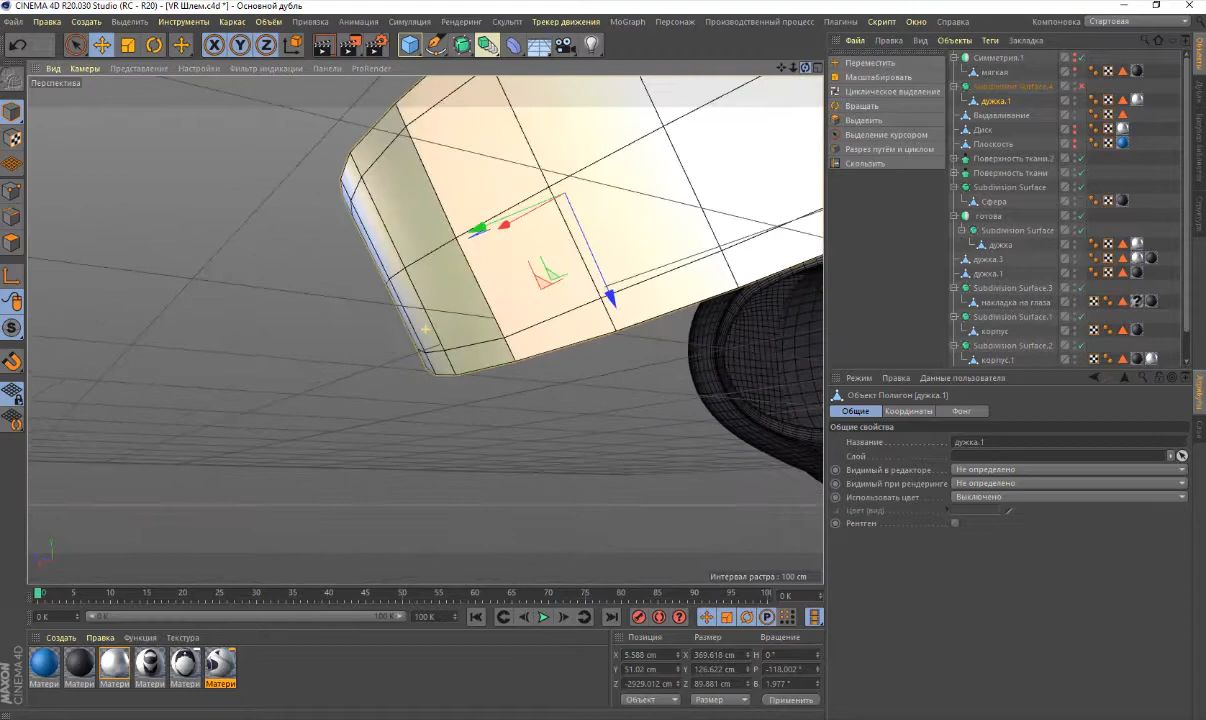 CINEMA 4D R20.030 Studio (RC - R20) - [VR Шлем.c4d *] - Основной дубль
Файл Правка Создать Выделить Инструменты Каркас Объём Привязка Анимация Симуляция Рендеринг Скульпт Трекер движения MoGraph Персонаж Производственный процесс Плагины Скрипт Окно Справка Компоновка Стартовая
X Y Z
Файл Правка Вид Объекты Теги Закладка
Вид Камеры Представление Настройки Фильтр индикации Панели ProRender
Перспектива
Переместить
Масштабировать
Циклическое выделение
Вращать
Выдавить
Выделение курсором
Разрез путём и циклом
Скользить
Симметрия.1
мягкая
Subdivision Surface.4
дужка.1
Выдавливание
Диск
Плоскость
Поверхность ткани.2
Поверхность ткани
Subdivision Surface
Сфера
готова
Subdivision Surface
дужка
дужка.3
дужка.1
Subdivision Surface.3
накладка на глаза
Subdivision Surface.1
корпус
Subdivision Surface.2
корпус.1
Режим Правка Данные пользователя
Объект Полигон [дужка.1]
Общие Координаты Фонг
Общие свойства
Название дужка.1
Слой
Видимый в редакторе Не определено
Видимый при рендеринге Не определено
Использовать цвет Выключено
Цвет (вид)
Рентген
Объекты
Структура
Атрибуты
Слои
Y
Интервал растра : 100 cm
0 5 10 15 20 25 30 35 40 45 50 55 60 65 70 75 80 85 90 95 100 0 K
0 K 0 K 100 K 100 K
Создать Правка Функция Текстура
Матери Матери Матери Матери Матери Матери
Позиция Размер Вращение
X 5.588 cm X 369.618 cm H 0 °
Y 51.02 cm Y 126.622 cm P -118.002 °
Z -2929.012 cm Z 89.881 cm B 1.977 °
Объект Размер Применить
MAXON
CINEMA 4D